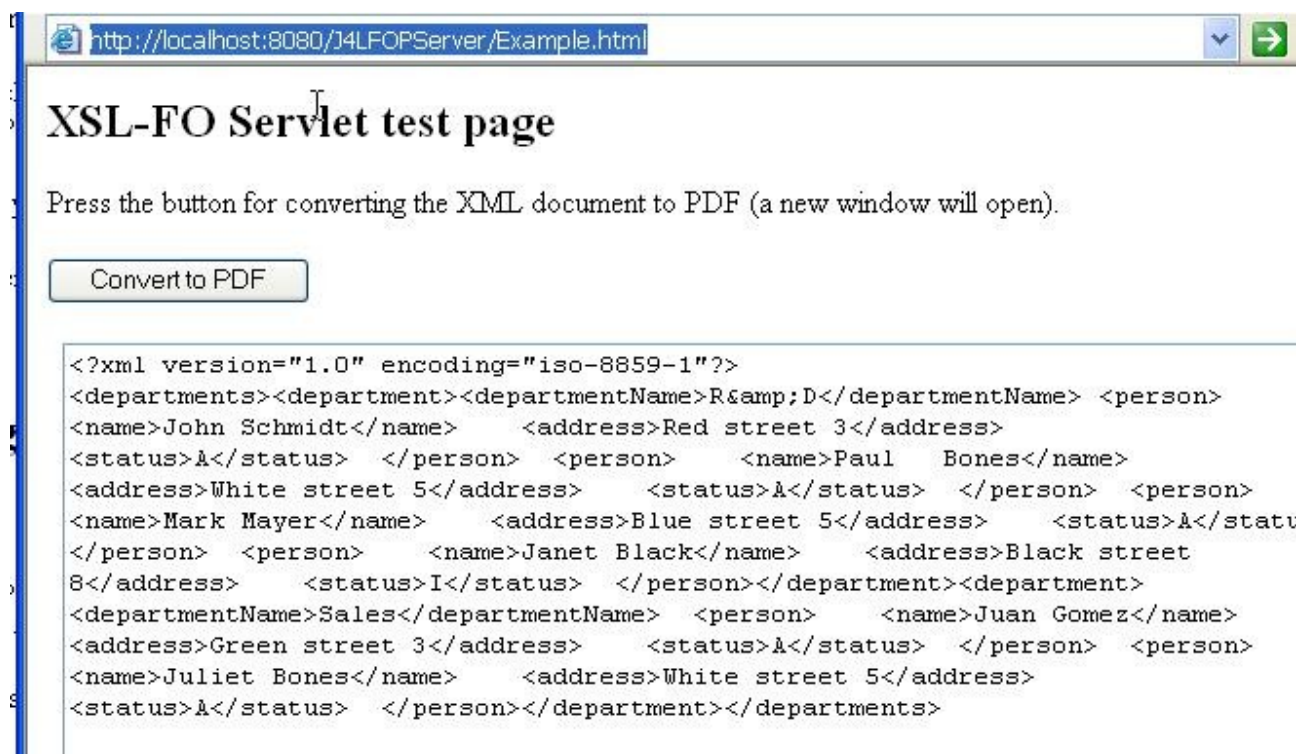 http://localhost:8080/J4LFOPServer/Example.html
XSL-FO Servlet test page
Press the button for converting the XML document to PDF (a new window will open).
Convert to PDF
<?xml version="1.0" encoding="iso-8859-1"?>
<departments><department><departmentName>R&amp;D</departmentName> <person>
<name>John Schmidt</name>    <address>Red street 3</address>
<status>A</status>  </person>  <person>    <name>Paul   Bones</name>
<address>White street 5</address>    <status>A</status>  </person>  <person>
<name>Mark Mayer</name>    <address>Blue street 5</address>    <status>A</statu
</person>  <person>    <name>Janet Black</name>    <address>Black street
8</address>    <status>I</status>  </person></department><department>
<departmentName>Sales</departmentName>  <person>    <name>Juan Gomez</name>
<address>Green street 3</address>    <status>A</status>  </person>  <person>
<name>Juliet Bones</name>    <address>White street 5</address>
<status>A</status>  </person></department></departments>